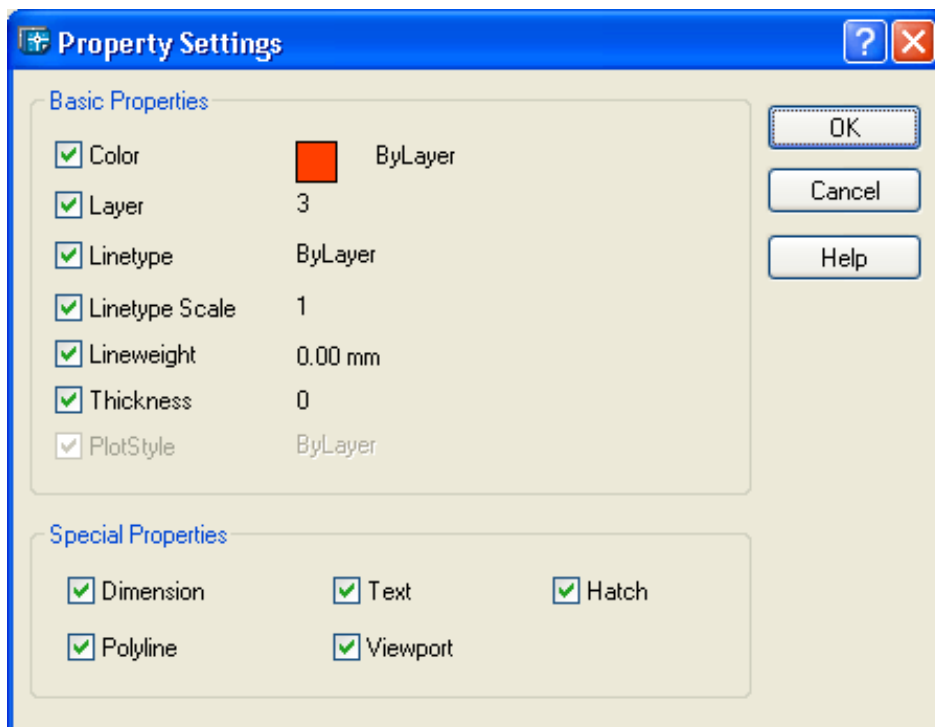 Property Settings
Basic Properties
Color ByLayer
Layer 3
Linetype ByLayer
Linetype Scale 1
Lineweight 0.00 mm
Thickness 0
PlotStyle ByLayer
OK
Cancel
Help
Special Properties
Dimension Text Hatch
Polyline Viewport